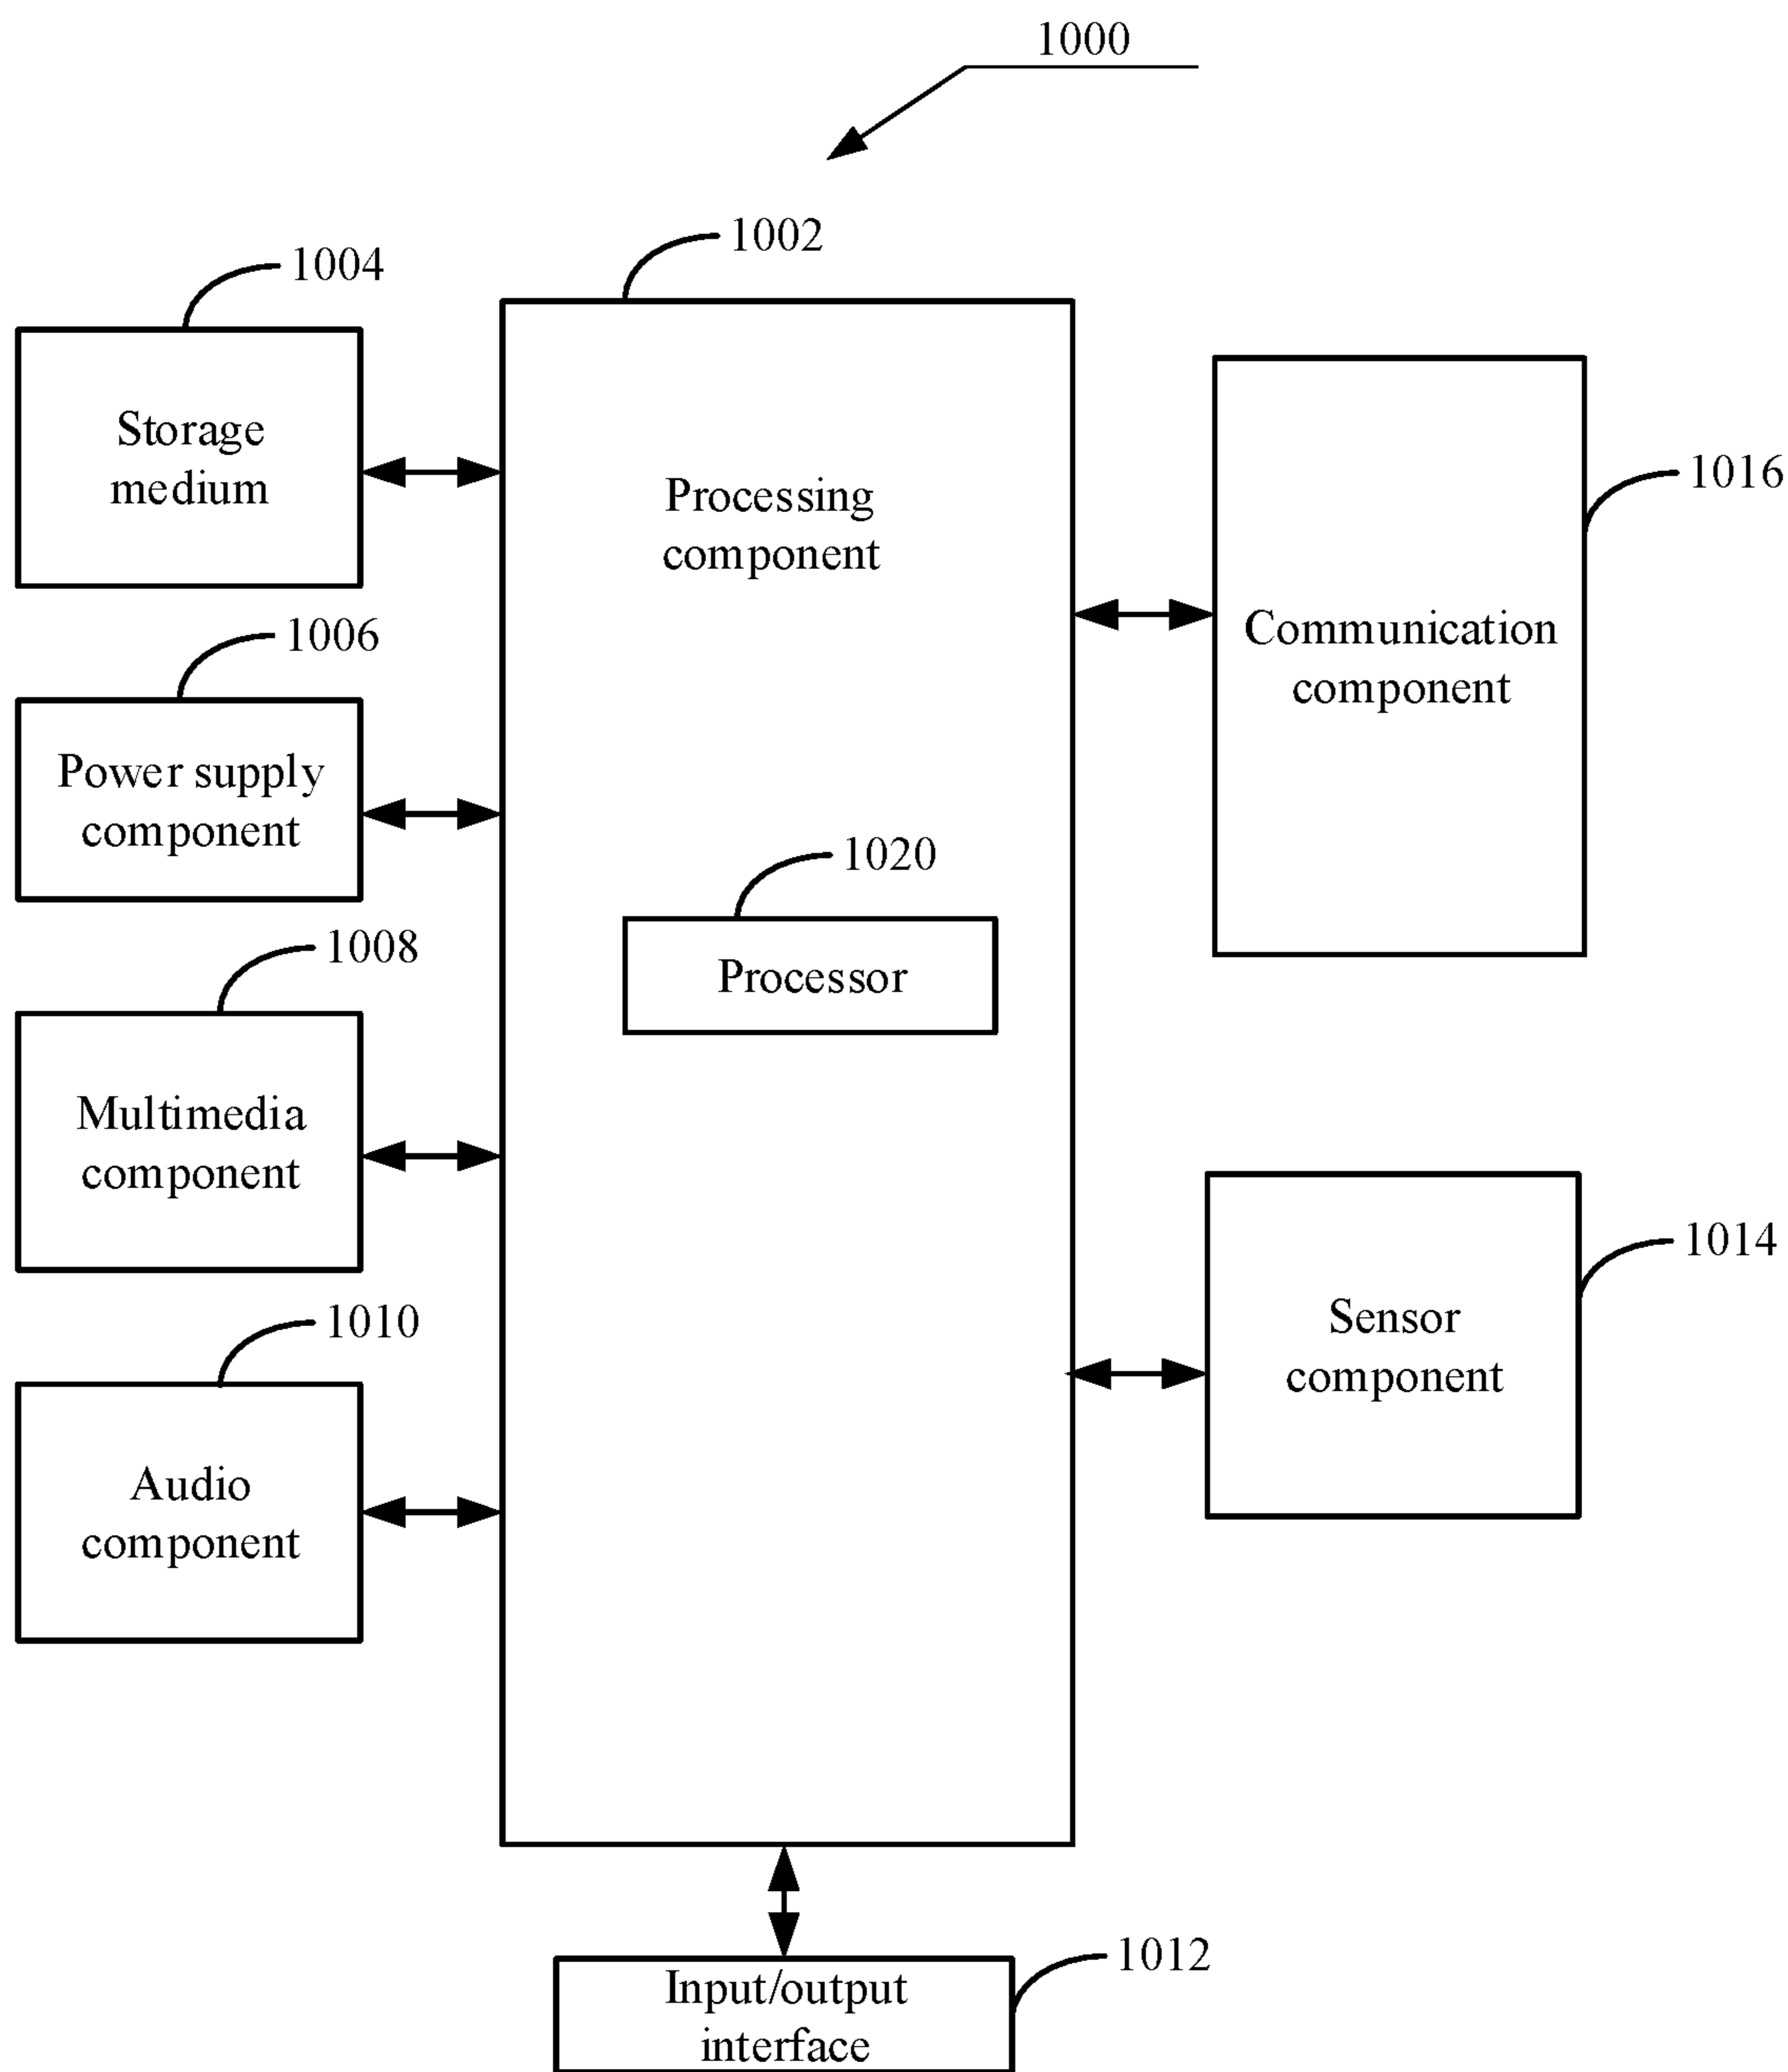 1000
1002
1004
Storage
medium
Processing
component
1016
Communication
component
1006
Power supply
component
1020
Processor
1008
Multimedia
component
1014
Sensor
component
1010
Audio
component
1012
Input/output
interface